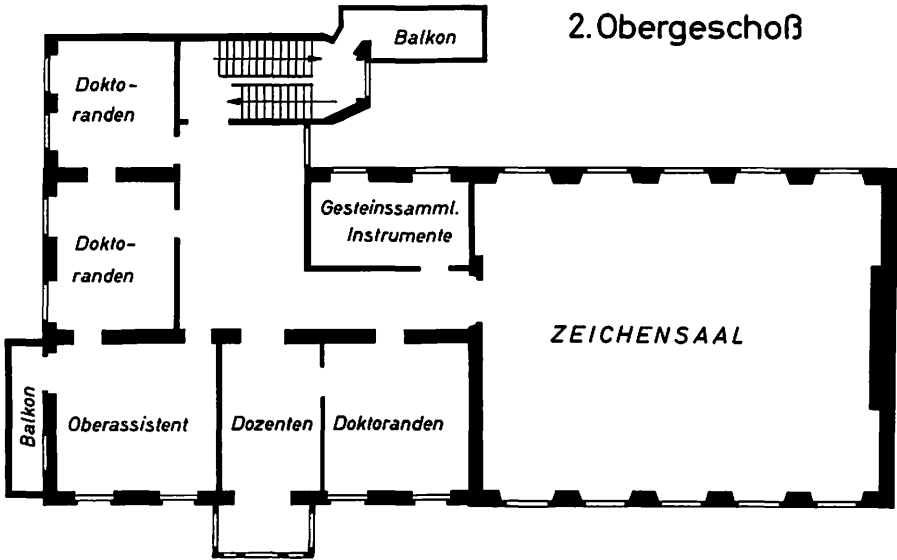 2. Obergeschoß
Balkon
Dokto-
randen
Gesteinssamml.
Instrumente
Dokto-
randen
ZEICHENSAAL
Balkon
Oberassistent
Dozenten
Doktoranden